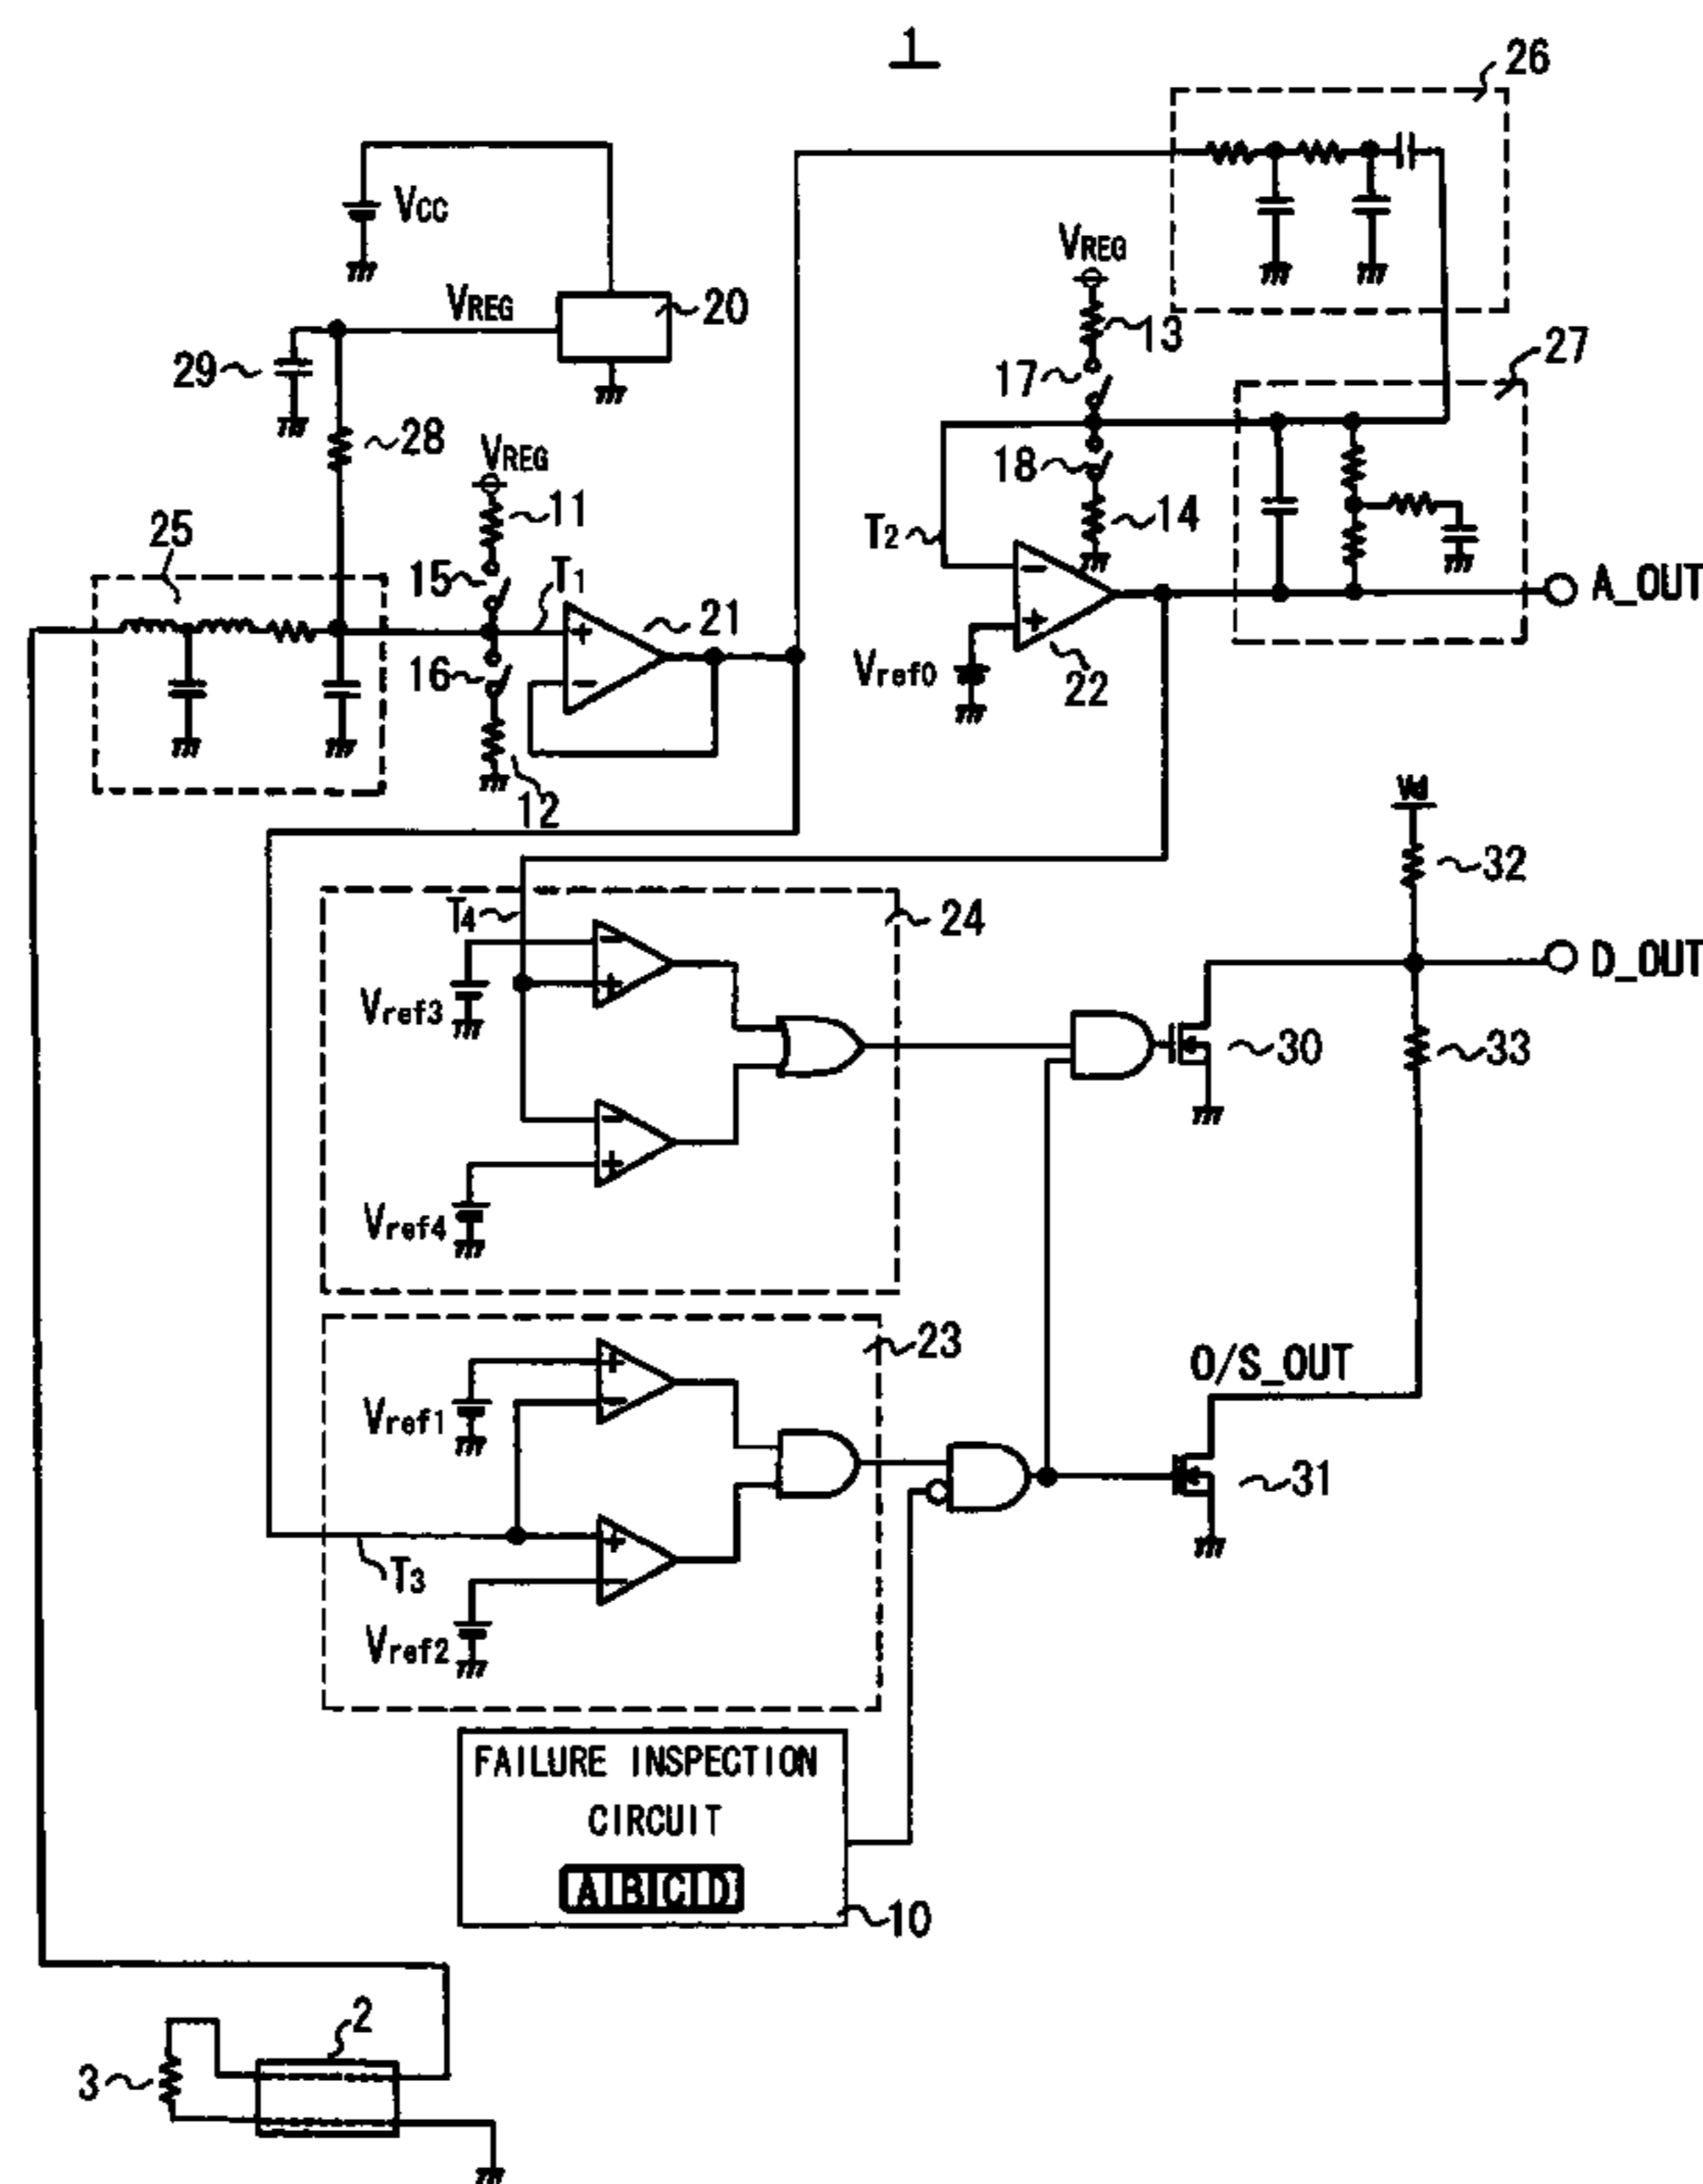 1
26
VCC
VREG
VREG
20
13
27
29
17
28
VREG
18
14
11
T2
25
15
T1
A_OUT
21
16
Vref0
22
12
Vd
32
T4
24
D_OUT
Vref3
30
33
Vref4
23
O/S_OUT
Vref1
31
T3
Vref2
FAILURE INSPECTION
CIRCUIT
A B C D
10
2
3